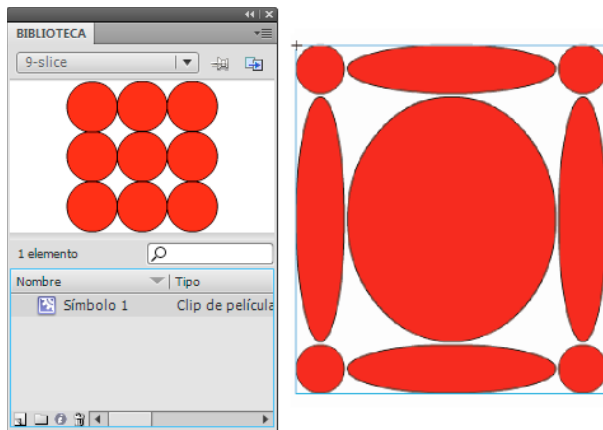 BIBLIOTECA
9-slice
1 elemento
Nombre Tipo
Símbolo 1 Clip de película